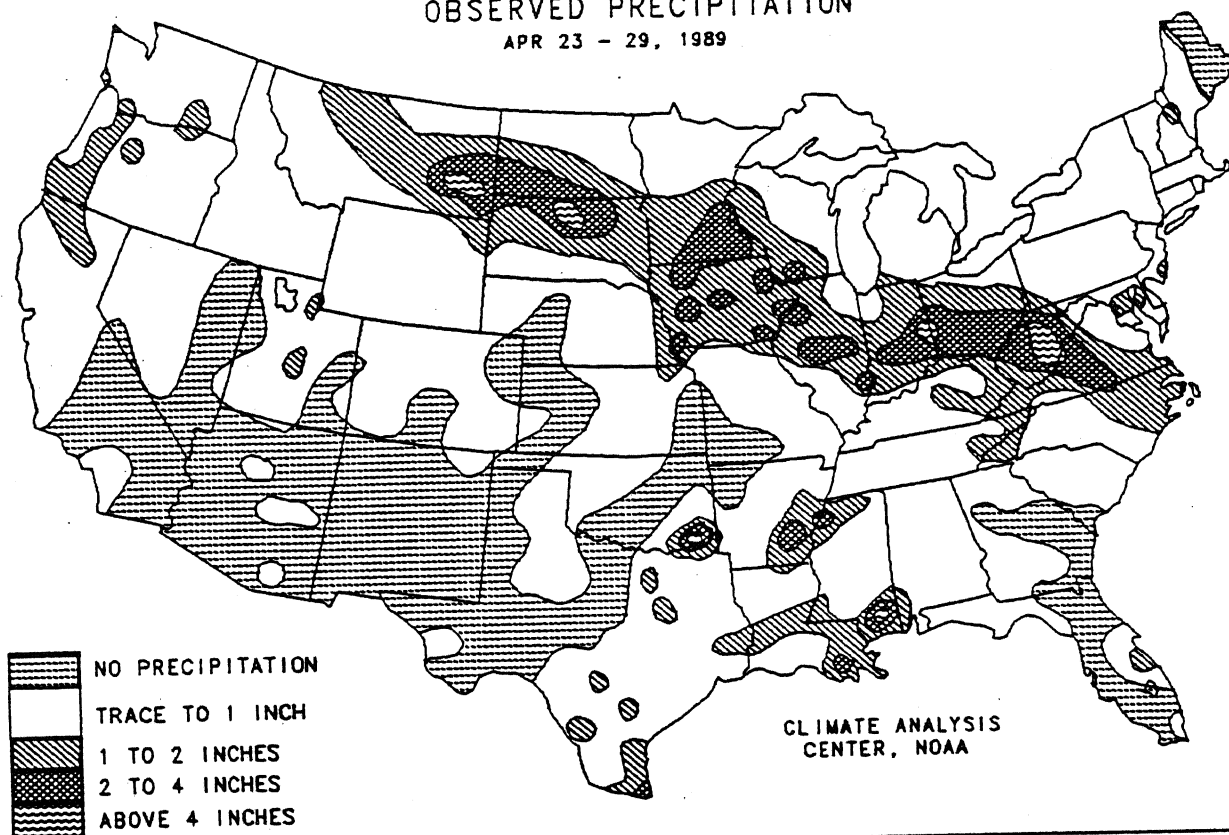 OBSERVED PRECIPITATION
APR 23 - 29, 1989
NO PRECIPITATION
TRACE TO 1 INCH
1 TO 2 INCHES
2 TO 4 INCHES
ABOVE 4 INCHES
CLIMATE ANALYSIS
CENTER, NOAA